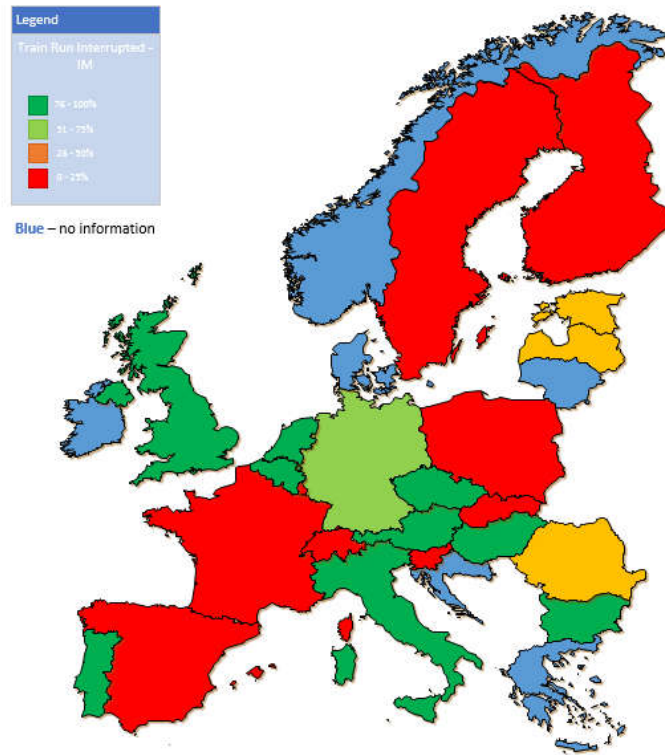 Legend
Train Run Interrupted -
IM
76 - 100%
51 - 75%
26 - 50%
0 - 25%
Blue – no information